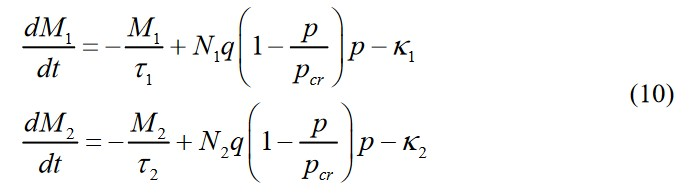 dM₁/dt = −M₁/τ₁ + N₁q(1 − p/p_cr)p − κ₁
(10)
dM₂/dt = −M₂/τ₂ + N₂q(1 − p/p_cr)p − κ₂